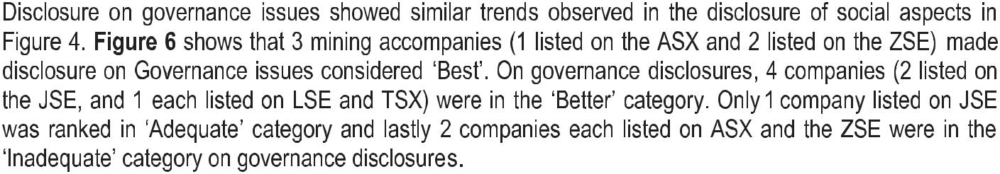 Disclosure on governance issues showed similar trends observed in the disclosure of social aspects in
Figure 4. Figure 6 shows that 3 mining accompanies (1 listed on the ASX and 2 listed on the ZSE) made
disclosure on Governance issues considered ‘Best’. On governance disclosures, 4 companies (2 listed on
the JSE, and 1 each listed on LSE and TSX) were in the ‘Better’ category. Only 1 company listed on JSE
was ranked in ‘Adequate’ category and lastly 2 companies each listed on ASX and the ZSE were in the
‘Inadequate’ category on governance disclosures.